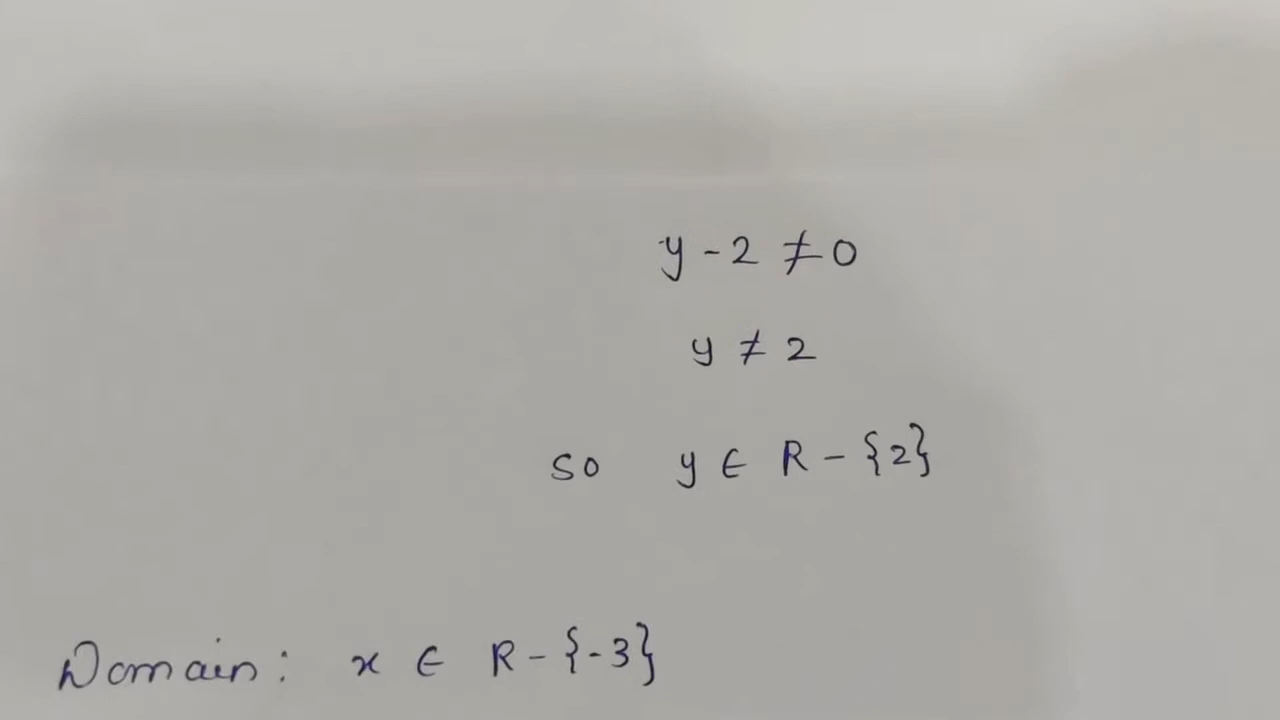 y - 2 ≠ 0
y ≠ 2
so y ∈ R - {2}
Domain: x ∈ R - {-3}